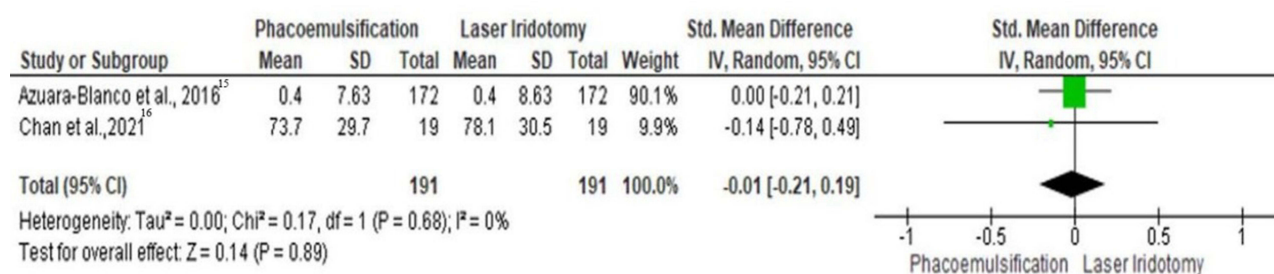 Phacoemulsification Laser Iridotomy Std. Mean Difference Std. Mean Difference
Study or Subgroup Mean SD Total Mean SD Total Weight IV, Random, 95% CI IV, Random, 95% CI
Azuara-Blanco et al., 2016 15 0.4 7.63 172 0.4 8.63 172 90.1% 0.00 [-0.21, 0.21]
Chan et al.,2021 16 73.7 29.7 19 78.1 30.5 19 9.9% -0.14 [-0.78, 0.49]
Total (95% CI) 191 191 100.0% -0.01 [-0.21, 0.19]
Heterogeneity: Tau² = 0.00; Chi² = 0.17, df = 1 (P = 0.68); I² = 0%
Test for overall effect: Z = 0.14 (P = 0.89)
-1 -0.5 0 0.5 1
Phacoemulsification Laser Iridotomy